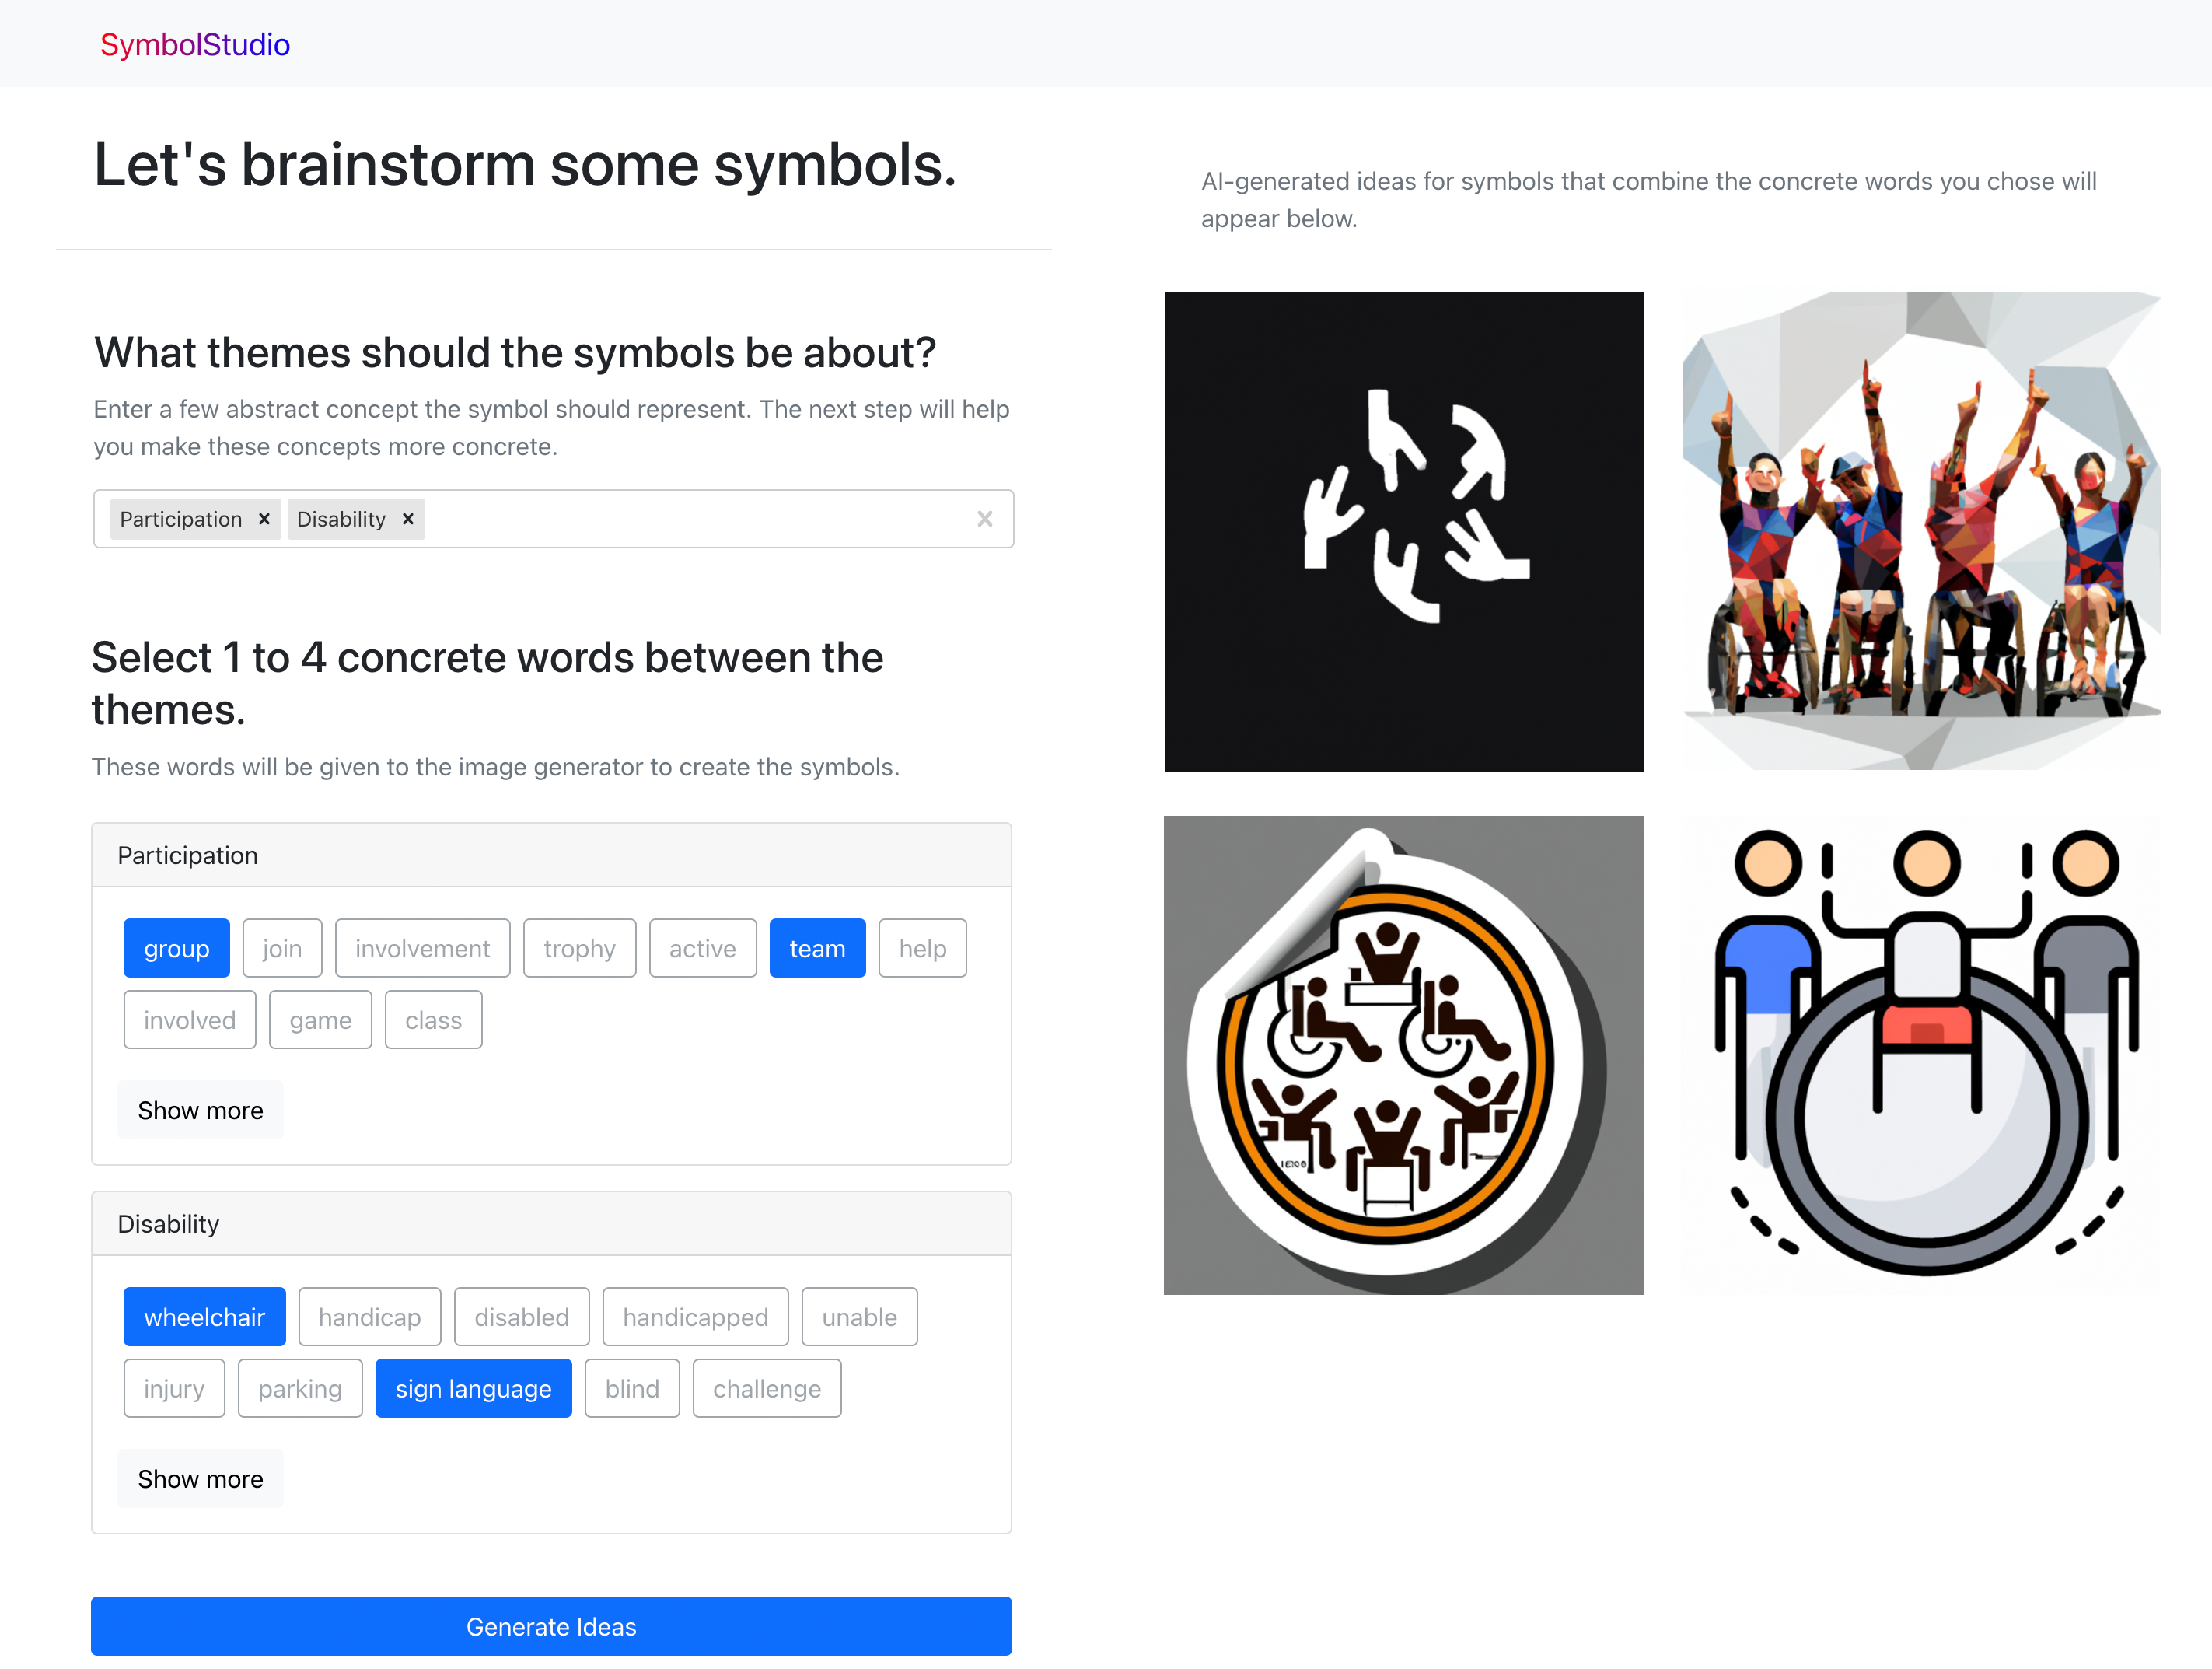 SymbolStudio
Let's brainstorm some symbols.
What themes should the symbols be about?
Enter a few abstract concept the symbol should represent. The next step will help
you make these concepts more concrete.
Participation × Disability × ×
Select 1 to 4 concrete words between the
themes.
These words will be given to the image generator to create the symbols.
Participation
group join involvement trophy active team help
involved game class
Show more
Disability
wheelchair handicap disabled handicapped unable
injury parking sign language blind challenge
Show more
Generate Ideas
AI-generated ideas for symbols that combine the concrete words you chose will
appear below.